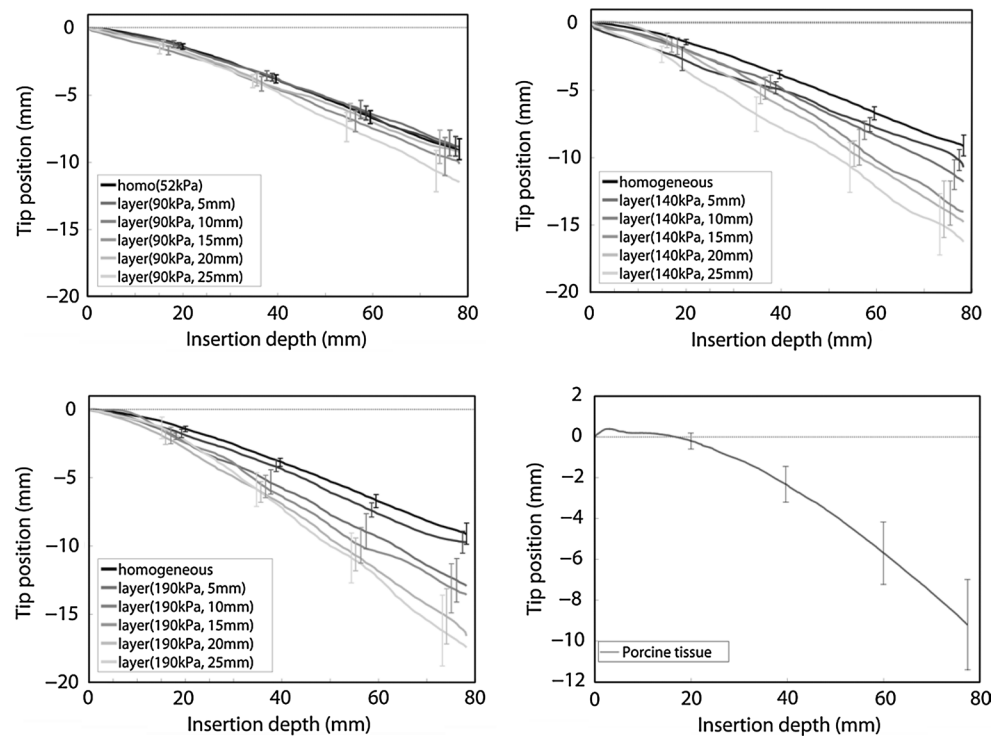 0
−5
−10
−15
−20
Tip position (mm)
homo(52kPa)
layer(90kPa, 5mm)
layer(90kPa, 10mm)
layer(90kPa, 15mm)
layer(90kPa, 20mm)
layer(90kPa, 25mm)
0 20 40 60 80
Insertion depth (mm)
0
−5
−10
−15
−20
Tip position (mm)
homogeneous
layer(140kPa, 5mm)
layer(140kPa, 10mm)
layer(140kPa, 15mm)
layer(140kPa, 20mm)
layer(140kPa, 25mm)
0 20 40 60 80
Insertion depth (mm)
0
−5
−10
−15
−20
Tip position (mm)
homogeneous
layer(190kPa, 5mm)
layer(190kPa, 10mm)
layer(190kPa, 15mm)
layer(190kPa, 20mm)
layer(190kPa, 25mm)
0 20 40 60 80
Insertion depth (mm)
2
0
−2
−4
−6
−8
−10
−12
Tip position (mm)
Porcine tissue
0 20 40 60 80
Insertion depth (mm)